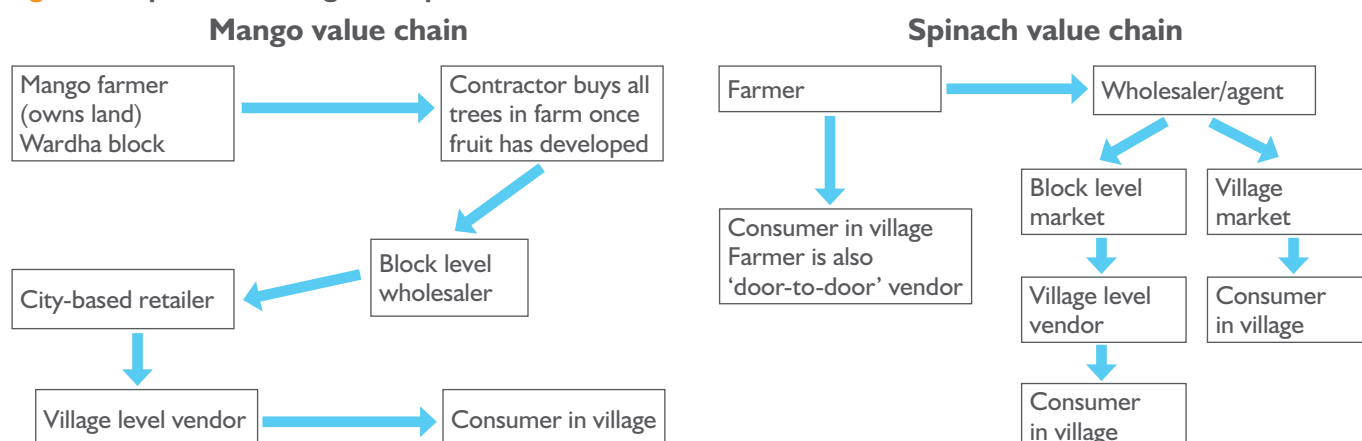 Mango value chain
Mango farmer
(owns land)
Wardha block
Contractor buys all
trees in farm once
fruit has developed
Block level
wholesaler
City-based retailer
Village level vendor
Consumer in village
Spinach value chain
Farmer
Wholesaler/agent
Consumer in village
Farmer is also
‘door-to-door’ vendor
Block level
market
Village
market
Village level
vendor
Consumer
in village
Consumer
in village